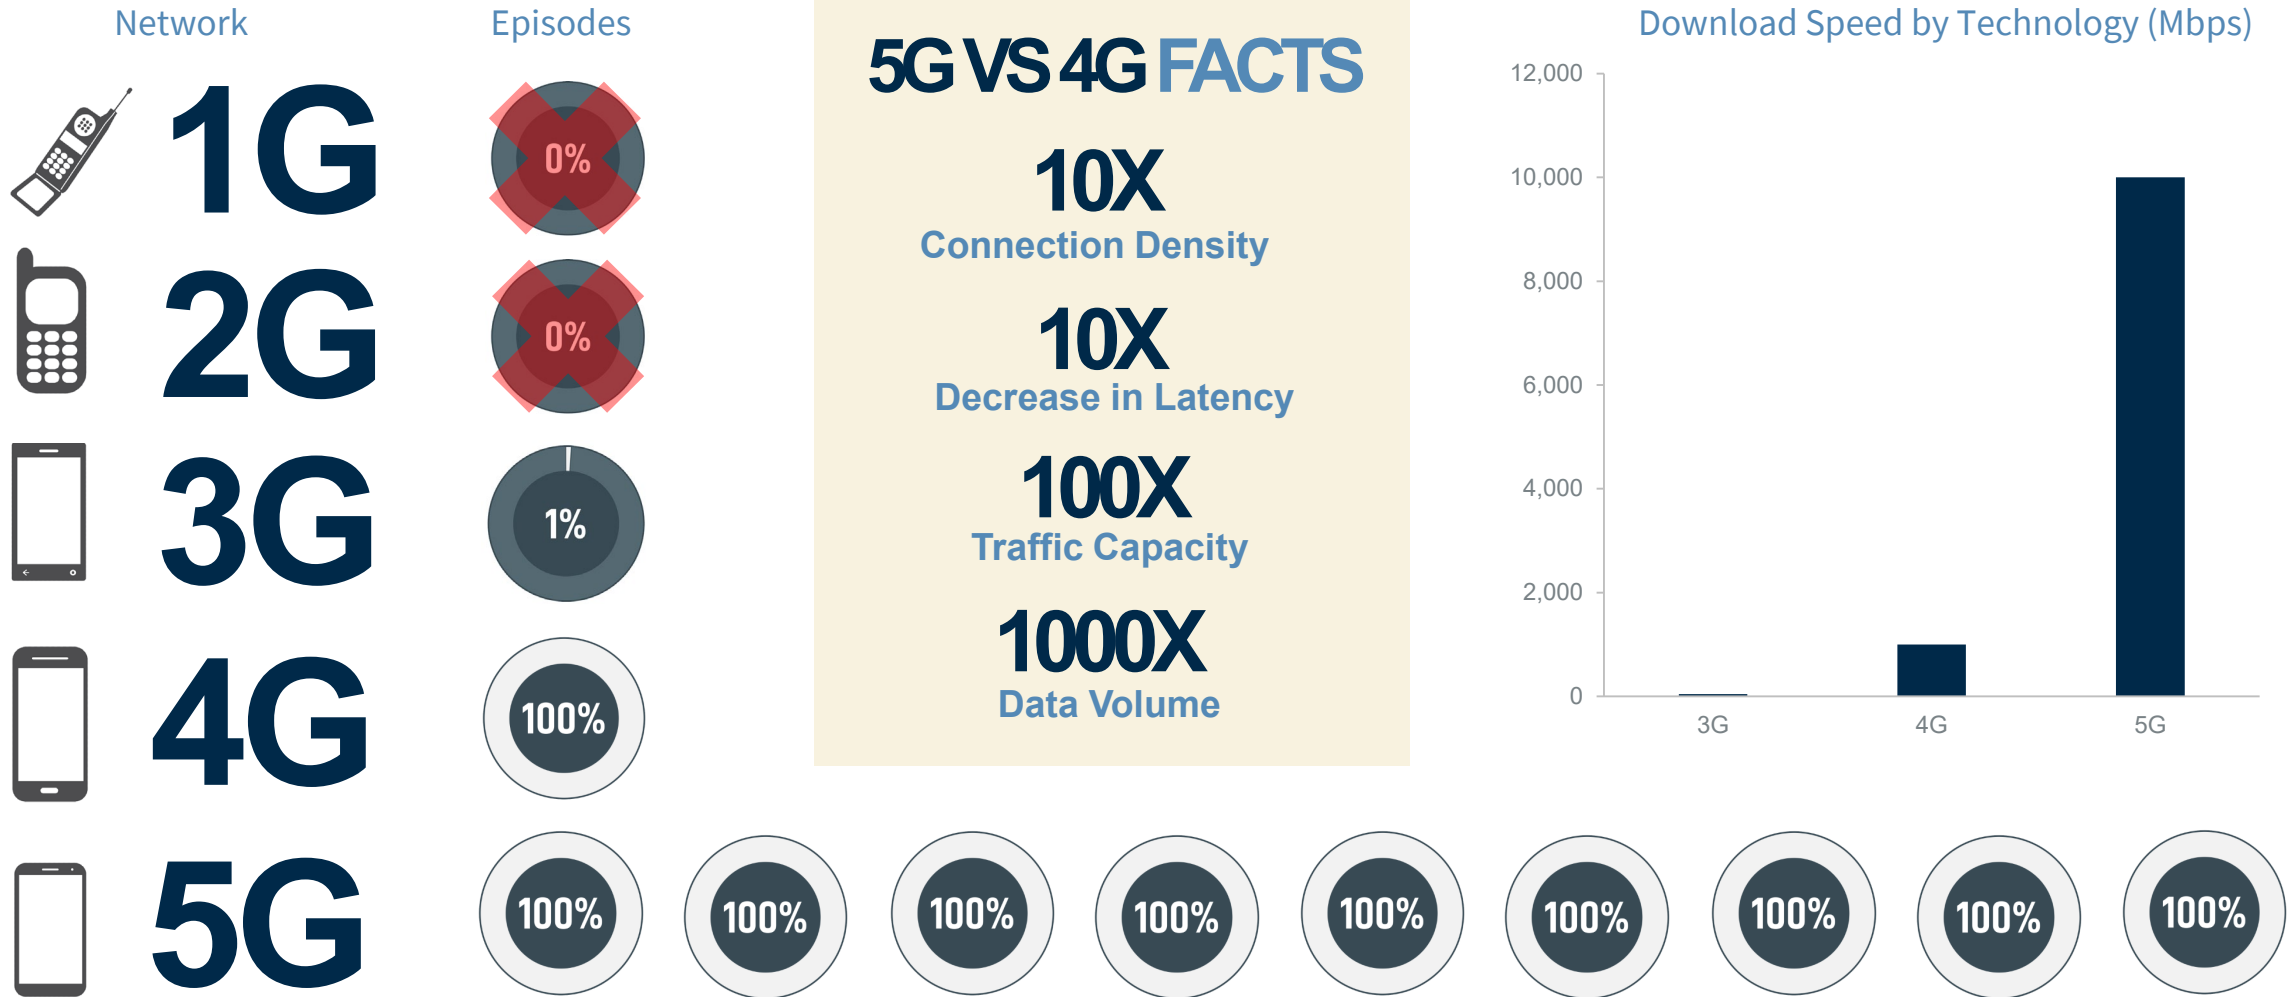 Network
Episodes
1G
0%
2G
0%
3G
1%
4G
100%
5G
100%
100%
100%
100%
100%
100%
100%
100%
100%
5G VS 4G FACTS
10X
Connection Density
10X
Decrease in Latency
100X
Traffic Capacity
1000X
Data Volume
Download Speed by Technology (Mbps)
12,000
10,000
8,000
6,000
4,000
2,000
0
3G
4G
5G